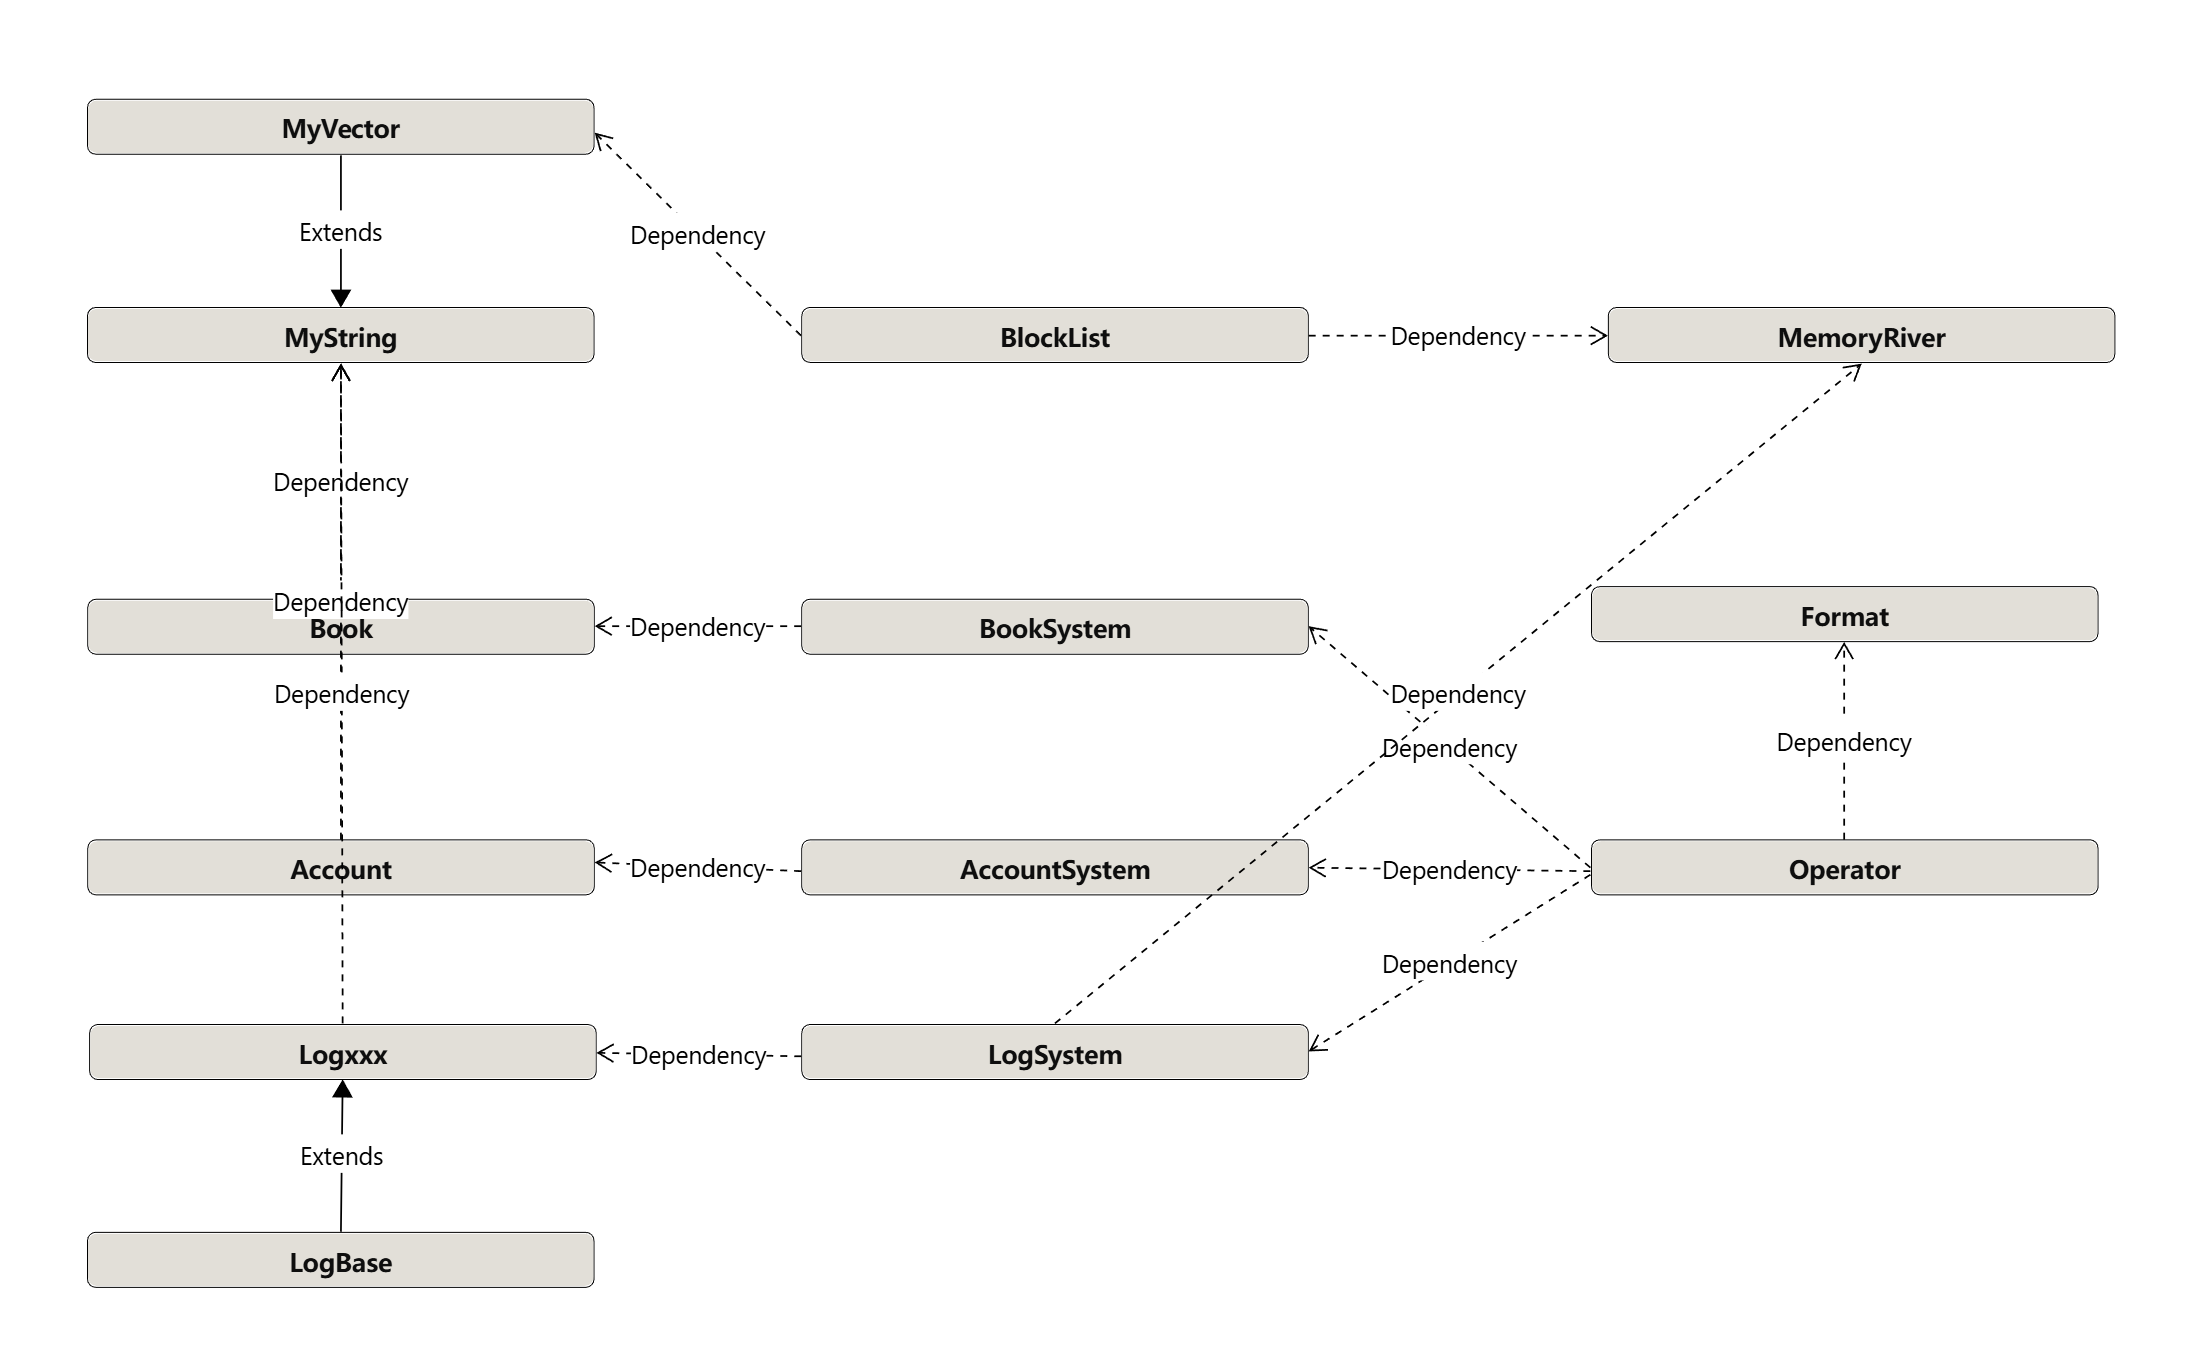 MyVector
Extends
Dependency
MyString
BlockList
Dependency
MemoryRiver
Dependency
Dependency
Book
Dependency
BookSystem
Format
Dependency
Dependency
Dependency
Dependency
Account
Dependency
AccountSystem
Dependency
Operator
Dependency
Logxxx
Dependency
LogSystem
Extends
LogBase